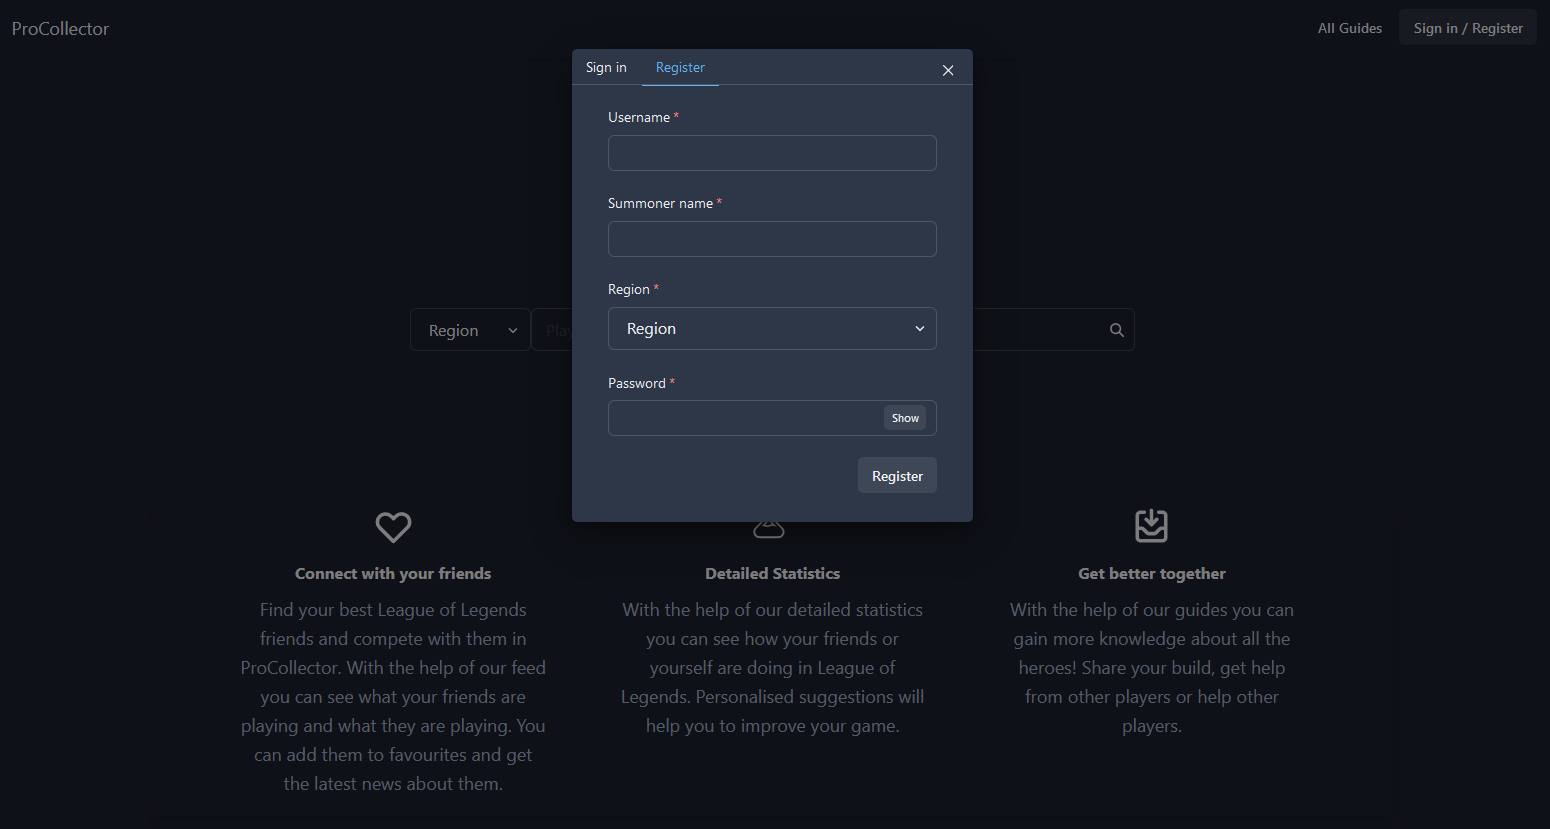 ProCollector
All Guides
Sign in / Register
Sign in
Register
Username *
Summoner name *
Region *
Region
Password *
Show
Register
Region
Connect with your friends
Find your best League of Legends
friends and compete with them in
ProCollector. With the help of our feed
you can see what your friends are
playing and what they are playing. You
can add them to favourites and get
the latest news about them.
Detailed Statistics
With the help of our detailed statistics
you can see how your friends or
yourself are doing in League of
Legends. Personalised suggestions will
help you to improve your game.
Get better together
With the help of our guides you can
gain more knowledge about all the
heroes! Share your build, get help
from other players or help other
players.